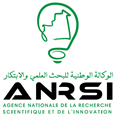 الوكالة الوطنية للبحث العلمي والابتكار
ANRSI
AGENCE NATIONALE DE LA RECHERCHE
SCIENTIFIQUE ET DE L'INNOVATION